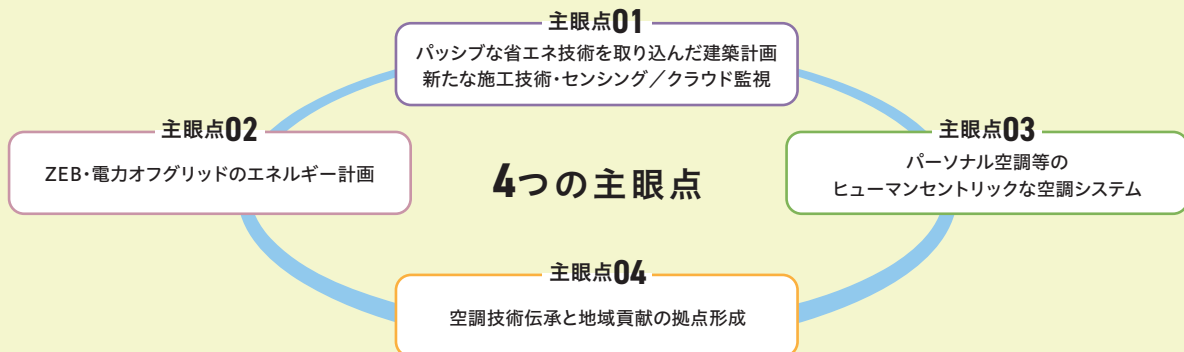 主眼点01
パッシブな省エネ技術を取り込んだ建築計画
新たな施工技術・センシング／クラウド監視
主眼点02
ZEB・電力オフグリッドのエネルギー計画
4つの主眼点
主眼点03
パーソナル空調等の
ヒューマンセントリックな空調システム
主眼点04
空調技術伝承と地域貢献の拠点形成